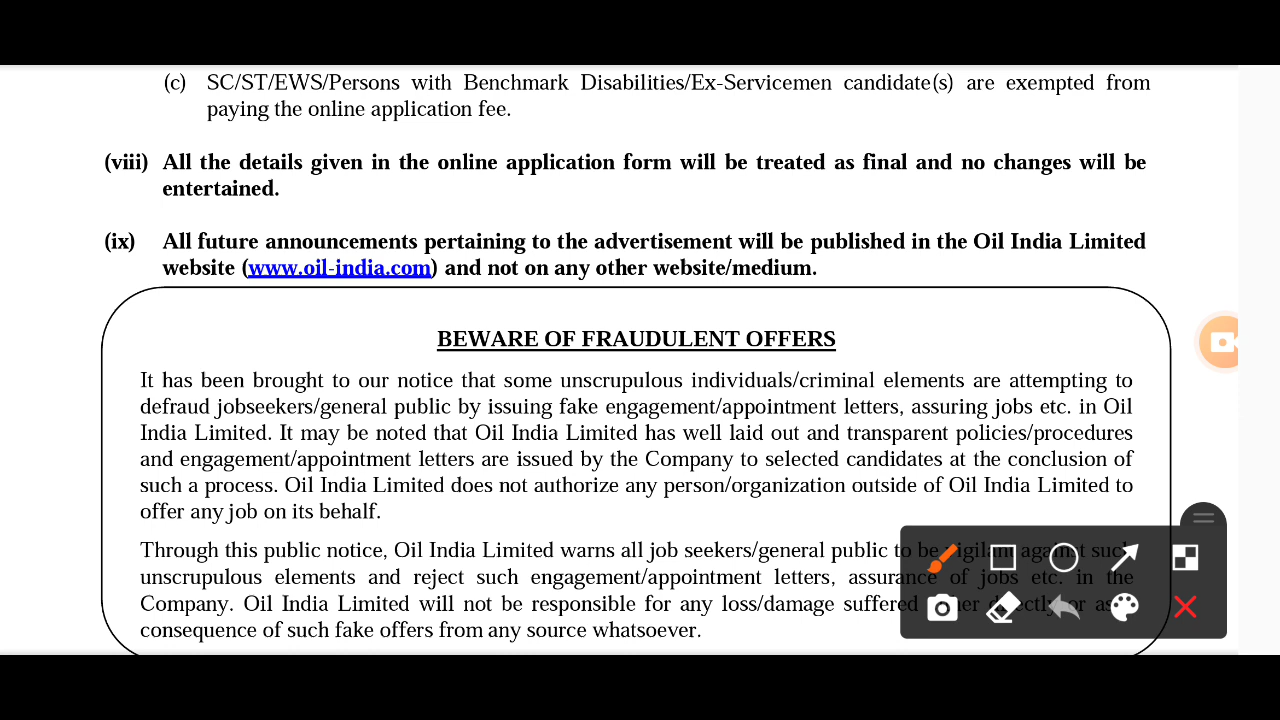 (c) SC/ST/EWS/Persons with Benchmark Disabilities/Ex-Servicemen candidate(s) are exempted from
paying the online application fee.
(viii) All the details given in the online application form will be treated as final and no changes will be
entertained.
(ix) All future announcements pertaining to the advertisement will be published in the Oil India Limited
website (www.oil-india.com) and not on any other website/medium.
BEWARE OF FRAUDULENT OFFERS
It has been brought to our notice that some unscrupulous individuals/criminal elements are attempting to
defraud jobseekers/general public by issuing fake engagement/appointment letters, assuring jobs etc. in Oil
India Limited. It may be noted that Oil India Limited has well laid out and transparent policies/procedures
and engagement/appointment letters are issued by the Company to selected candidates at the conclusion of
such a process. Oil India Limited does not authorize any person/organization outside of Oil India Limited to
offer any job on its behalf.
Through this public notice, Oil India Limited warns all job seekers/general public to be vigilant against such
unscrupulous elements and reject such engagement/appointment letters, assurance of jobs etc. in the
Company. Oil India Limited will not be responsible for any loss/damage suffered directly or as
consequence of such fake offers from any source whatsoever.